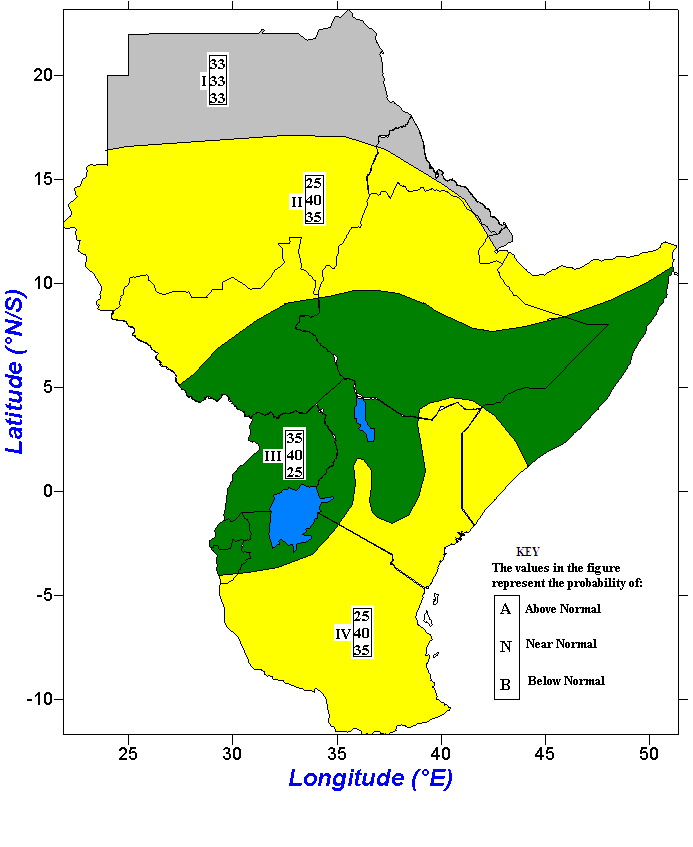 20
15
10
5
0
-5
-10
Latitude (°N/S)
I
33
33
33
II
25
40
35
III
35
40
25
IV
25
40
35
KEY
The values in the figure
represent the probability of:
A Above Normal
N Near Normal
B Below Normal
25 30 35 40 45 50
Longitude (°E)